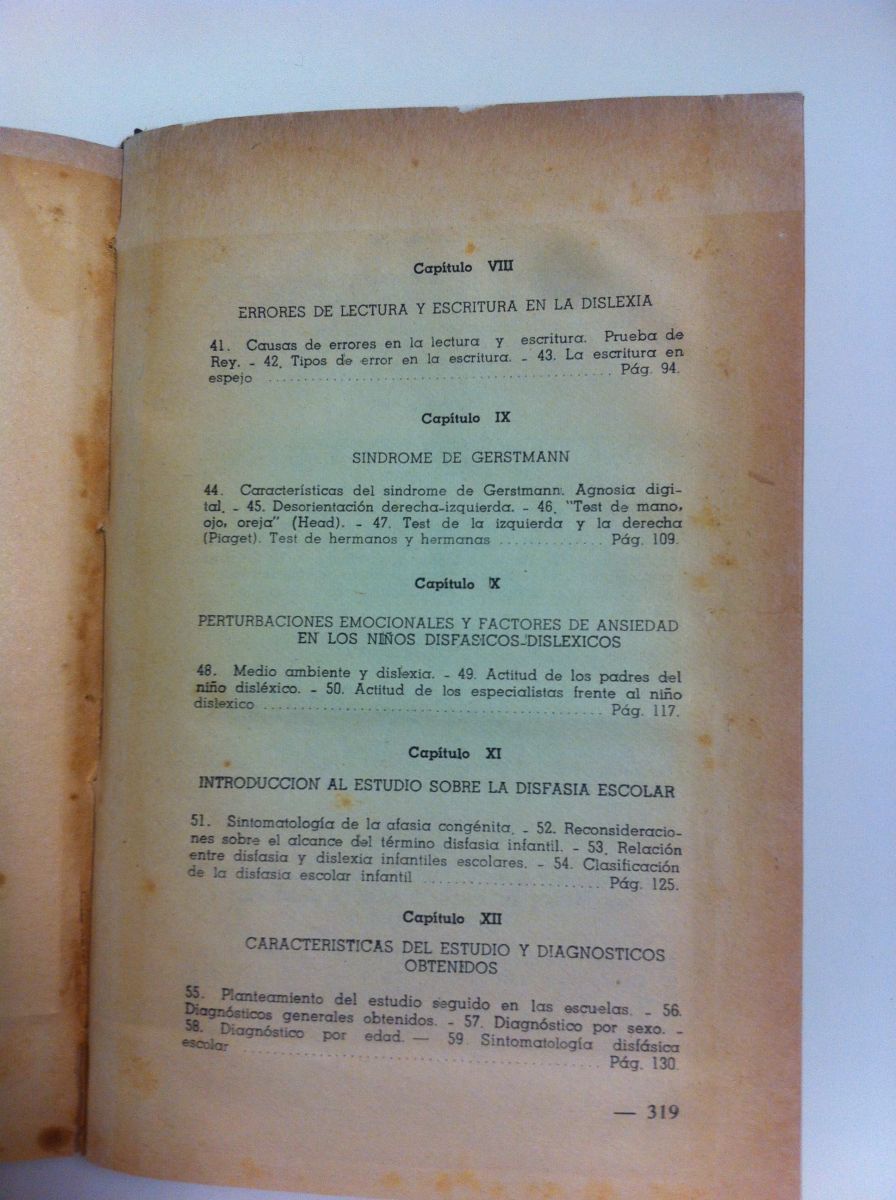 Capítulo VIII
ERRORES DE LECTURA Y ESCRITURA EN LA DISLEXIA
41. Causas de errores en la lectura y escritura. Prueba de
Rey. - 42. Tipos de error en la escritura. - 43. La escritura en
espejo ............................................ Pág. 94.
Capítulo IX
SINDROME DE GERSTMANN
44. Características del sindrome de Gerstmann. Agnosia digi-
tal. - 45. Desorientación derecha-izquierda. - 46. "Test de mano,
ojo, oreja" (Head). - 47. Test de la izquierda y la derecha
(Piaget). Test de hermanos y hermanas ............. Pág. 109.
Capítulo X
PERTURBACIONES EMOCIONALES Y FACTORES DE ANSIEDAD
EN LOS NIÑOS DISFASICOS-DISLEXICOS
48. Medio ambiente y dislexia. - 49. Actitud de los padres del
niño disléxico. - 50. Actitud de los especialistas frente al niño
dislexico ........................................... Pág. 117.
Capítulo XI
INTRODUCCION AL ESTUDIO SOBRE LA DISFASIA ESCOLAR
51. Sintomatología de la afasia congénita. - 52. Reconsideracio-
nes sobre el alcance del término disfasia infantil. - 53. Relación
entre disfasia y dislexia infantiles escolares. - 54. Clasificación
de la disfasia escolar infantil ....................... Pág. 125.
Capítulo XII
CARACTERISTICAS DEL ESTUDIO Y DIAGNOSTICOS
OBTENIDOS
55. Planteamiento del estudio seguido en las escuelas. - 56.
Diagnósticos generales obtenidos. - 57. Diagnóstico por sexo. -
58. Diagnóstico por edad. — 59 Sintomatología disfásica
escolar ............................................. Pág. 130.
— 319